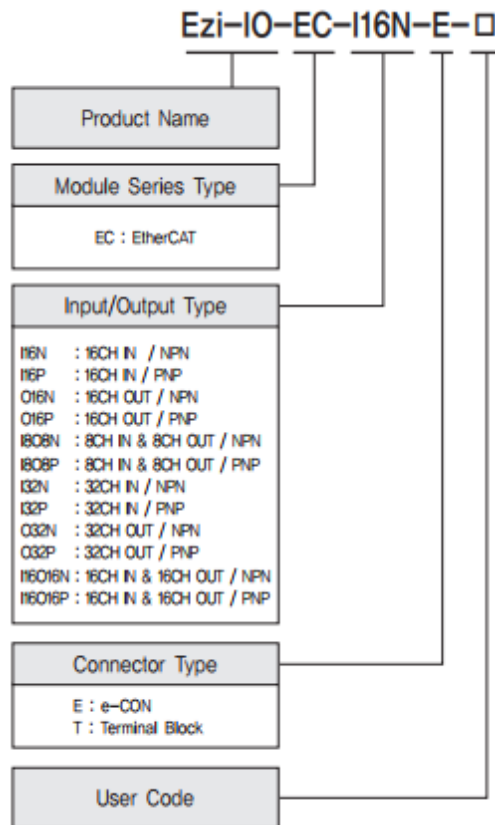 Ezi-IO-EC-I16N-E-□
Product Name
Module Series Type
EC : EtherCAT
Input/Output Type
I16N : 16CH IN / NPN
I16P : 16CH IN / PNP
O16N : 16CH OUT / NPN
O16P : 16CH OUT / PNP
I8O8N : 8CH IN & 8CH OUT / NPN
I8O8P : 8CH IN & 8CH OUT / PNP
I32N : 32CH IN / NPN
I32P : 32CH IN / PNP
O32N : 32CH OUT / NPN
O32P : 32CH OUT / PNP
I16O16N : 16CH IN & 16CH OUT / NPN
I16O16P : 16CH IN & 16CH OUT / PNP
Connector Type
E : e-CON
T : Terminal Block
User Code